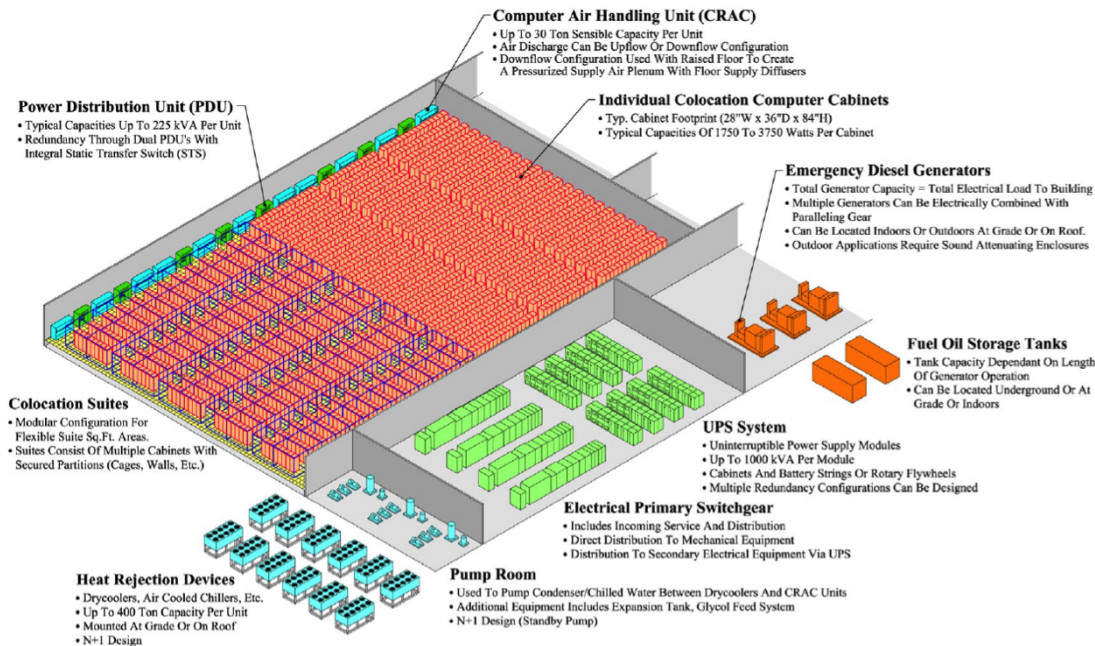 Computer Air Handling Unit (CRAC)
• Up To 30 Ton Sensible Capacity Per Unit
• Air Discharge Can Be Upflow Or Downflow Configuration
• Downflow Configuration Used With Raised Floor To Create
A Pressurized Supply Air Plenum With Floor Supply Diffusers
Power Distribution Unit (PDU)
• Typical Capacities Up To 225 kVA Per Unit
• Redundancy Through Dual PDU's With
Integral Static Transfer Switch (STS)
Individual Colocation Computer Cabinets
• Typ. Cabinet Footprint (28"W x 36"D x 84"H)
• Typical Capacities Of 1750 To 3750 Watts Per Cabinet
Emergency Diesel Generators
• Total Generator Capacity = Total Electrical Load To Building
• Multiple Generators Can Be Electrically Combined With
Paralleling Gear
• Can Be Located Indoors Or Outdoors At Grade Or On Roof.
• Outdoor Applications Require Sound Attenuating Enclosures
Fuel Oil Storage Tanks
• Tank Capacity Dependant On Length
Of Generator Operation
• Can Be Located Underground Or At
Grade Or Indoors
Colocation Suites
• Modular Configuration For
Flexible Suite Sq.Ft. Areas.
• Suites Consist Of Multiple Cabinets With
Secured Partitions (Cages, Walls, Etc.)
UPS System
• Uninterruptible Power Supply Modules
• Up To 1000 kVA Per Module
• Cabinets And Battery Strings Or Rotary Flywheels
• Multiple Redundancy Configurations Can Be Designed
Electrical Primary Switchgear
• Includes Incoming Service And Distribution
• Direct Distribution To Mechanical Equipment
• Distribution To Secondary Electrical Equipment Via UPS
Pump Room
• Used To Pump Condenser/Chilled Water Between Drycoolers And CRAC Units
• Additional Equipment Includes Expansion Tank, Glycol Feed System
• N+1 Design (Standby Pump)
Heat Rejection Devices
• Drycoolers, Air Cooled Chillers, Etc.
• Up To 400 Ton Capacity Per Unit
• Mounted At Grade Or On Roof
• N+1 Design